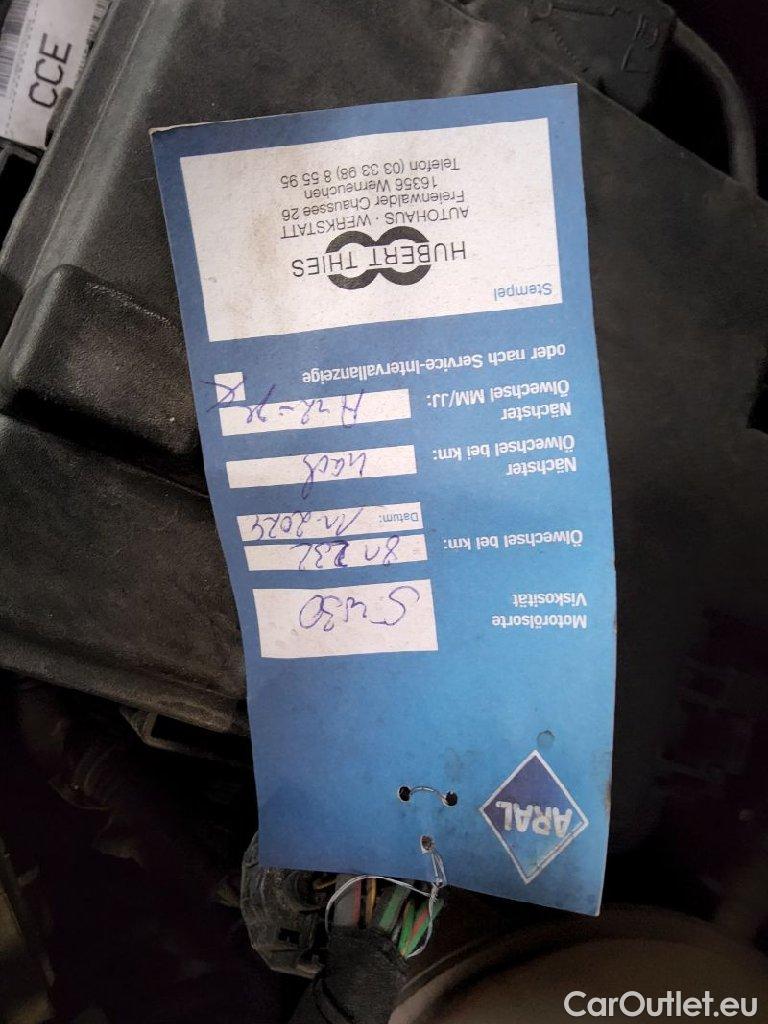 CCE
ARAL
Motorölsorte
Viskosität
5w30
Ölwechsel bei km:
Datum:
Nächster
Ölwechsel bei km:
nach
Nächster
Ölwechsel MM/JJ:
oder nach Service-Intervallanzeige
Stempel
HUBERT THIES
AUTOHAUS · WERKSTATT
Freienwalder Chaussee 26
16356 Werneuchen
Telefon (03 33 98) 8 55 95
CarOutlet.eu